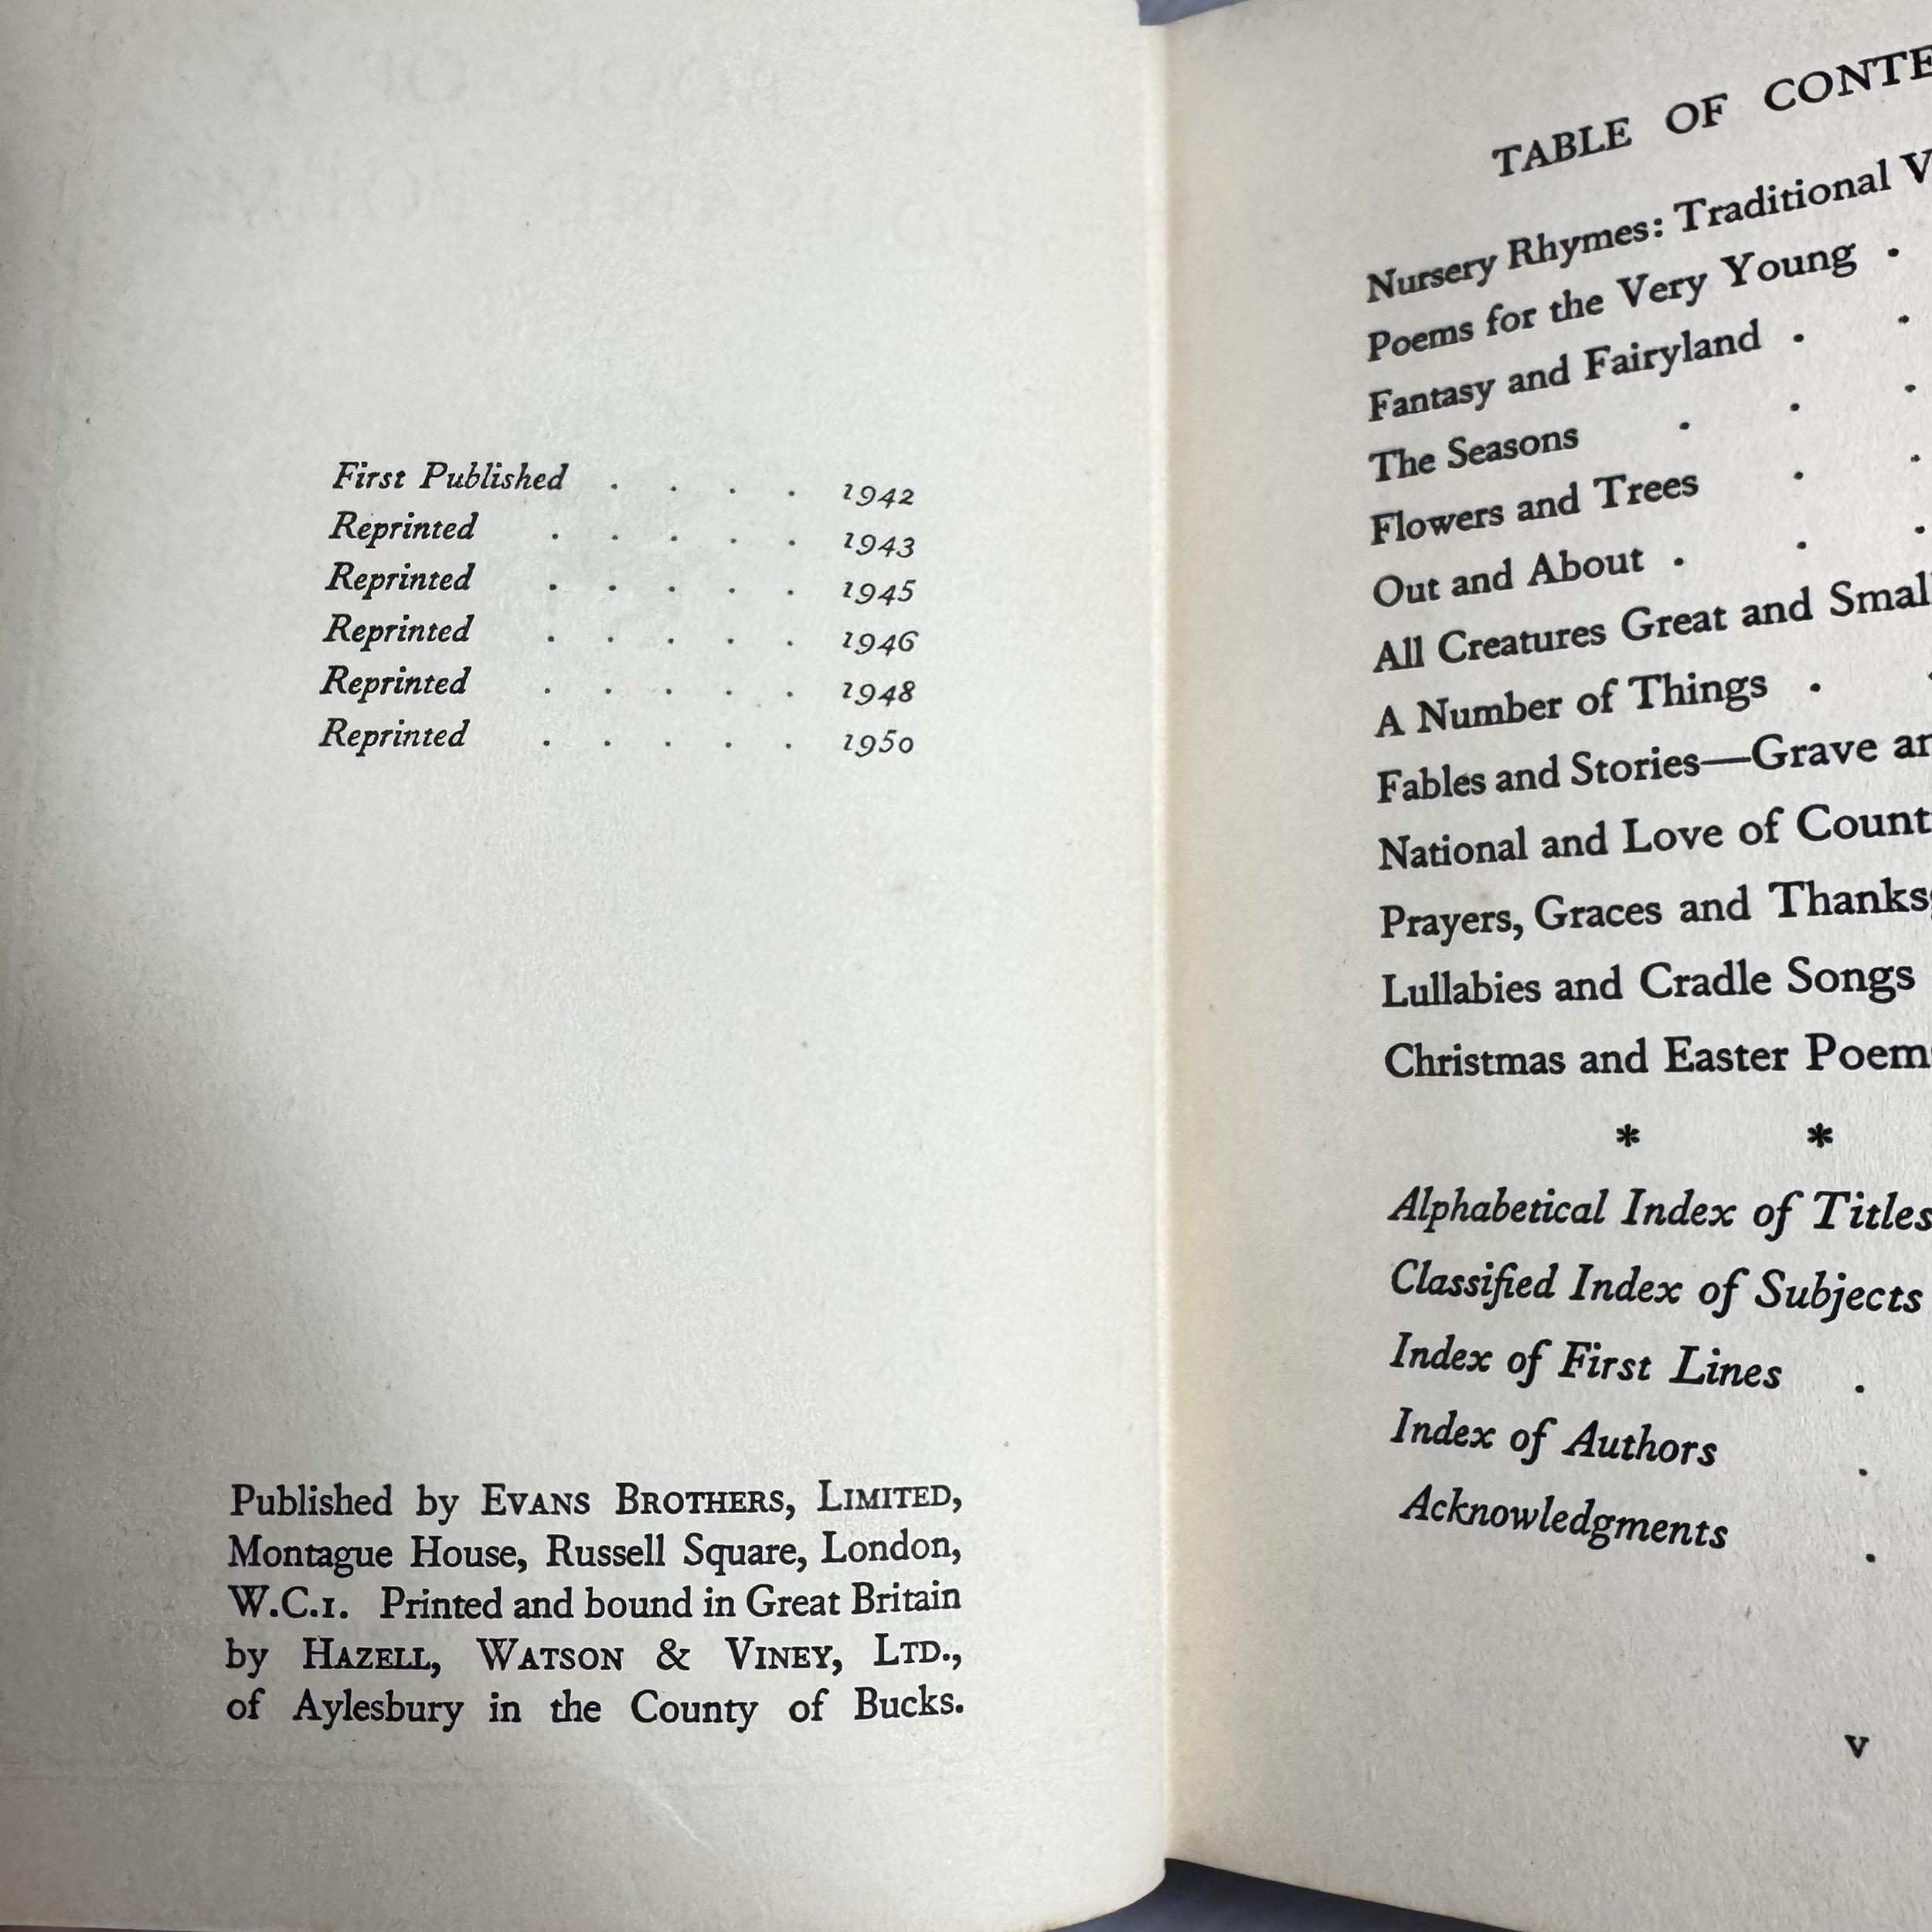 First Published . . . . 1942
Reprinted . . . . . 1943
Reprinted . . . . . 1945
Reprinted . . . . . 1946
Reprinted . . . . . 1948
Reprinted . . . . . 1950
Published by EVANS BROTHERS, LIMITED,
Montague House, Russell Square, London,
W.C.1. Printed and bound in Great Britain
by HAZELL, WATSON & VINEY, LTD.,
of Aylesbury in the County of Bucks.
TABLE OF
Nursery Rhymes: Traditional
Poems for the Very Young .
Fantasy and Fairyland . .
The Seasons . . .
Flowers and Trees . .
Out and About . . .
All Creatures Great and Small
A Number of Things .
Fables and Stories—Grave
National and Love of
Prayers, Graces and
Lullabies and Cradle Songs
Christmas and Easter
* *
Alphabetical Index of Titles
Classified Index of Subjects
Index of First Lines .
Index of Authors .
Acknowledgments .
v